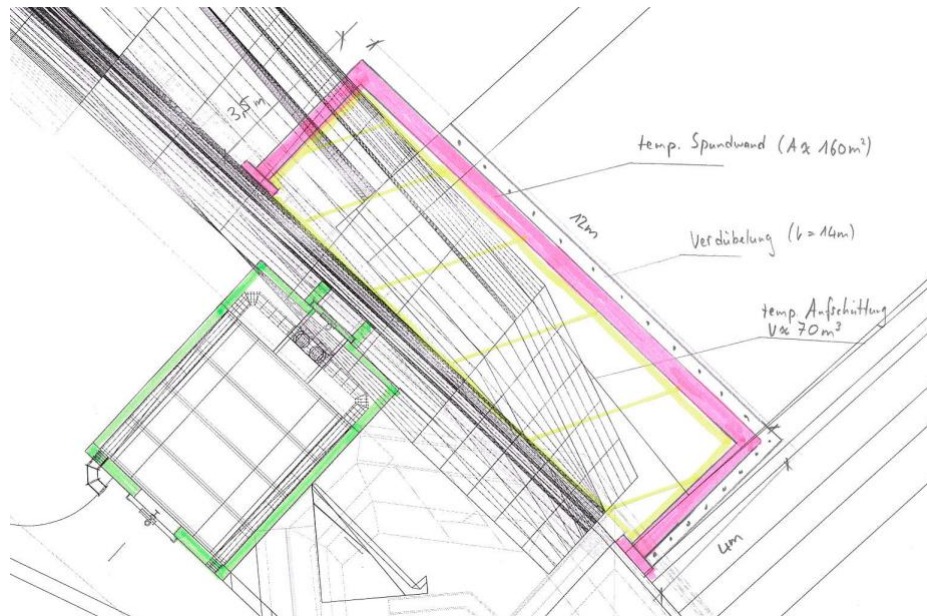 3,5m
temp. Spundwand (A≈160m²)
12m
Verdübelung (l=14m)
temp. Aufschüttung
V≈70m³
4m